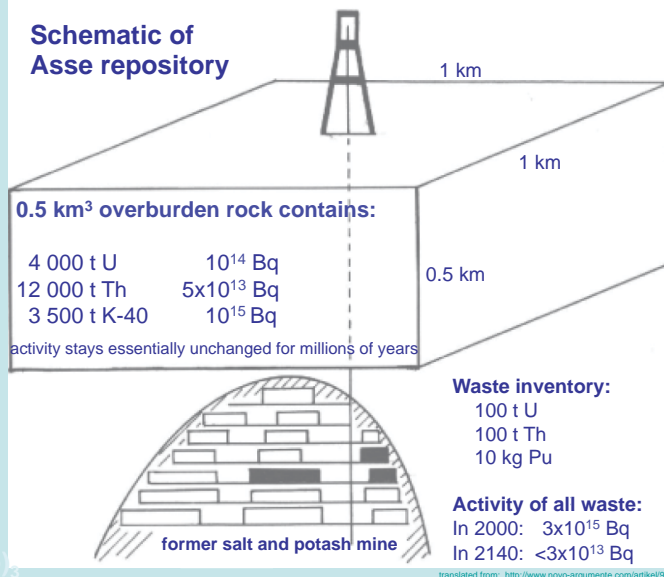 Schematic of
Asse repository
1 km
1 km
0.5 km³ overburden rock contains:
4 000 t U 10¹⁴ Bq
12 000 t Th 5x10¹³ Bq
3 500 t K-40 10¹⁵ Bq
0.5 km
activity stays essentially unchanged for millions of years
Waste inventory:
100 t U
100 t Th
10 kg Pu
Activity of all waste:
In 2000: 3x10¹⁵ Bq
In 2140: <3x10¹³ Bq
former salt and potash mine
translated from: http://www.novo-argumente.com/artikel/9